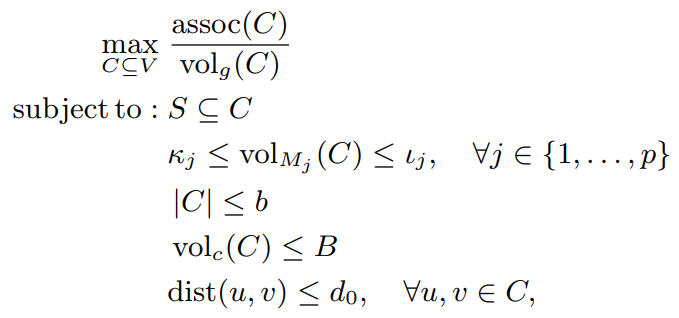 max_{C⊆V} assoc(C) / vol_g(C)
subject to : S ⊆ C
κ_j ≤ vol_{M_j}(C) ≤ ι_j, ∀j ∈ {1, . . . , p}
|C| ≤ b
vol_c(C) ≤ B
dist(u, v) ≤ d_0, ∀u, v ∈ C,